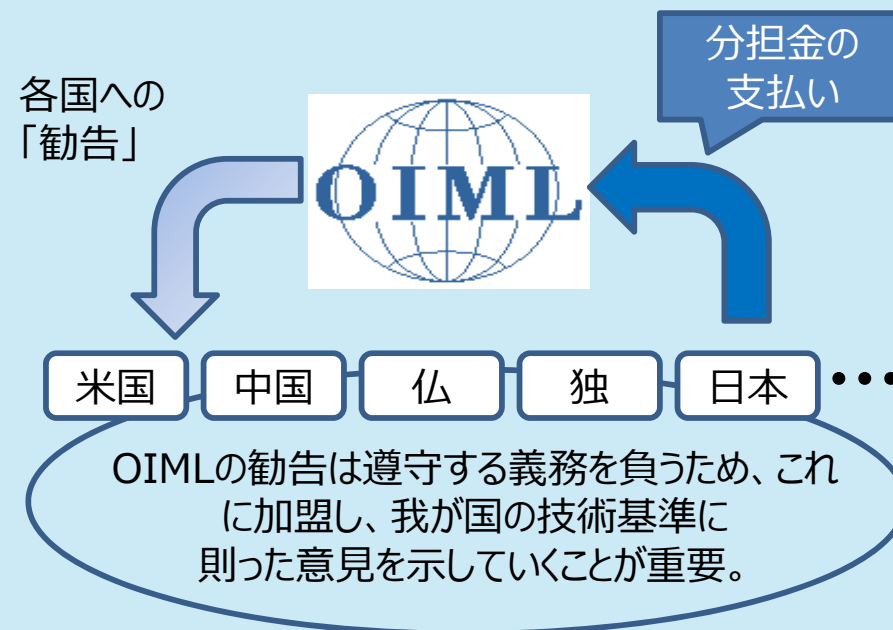 分担金の
支払い
各国への
「勧告」
OIML
米国
中国
仏
独
日本
・・・
OIMLの勧告は遵守する義務を負うため、これ
に加盟し、我が国の技術基準に
則った意見を示していくことが重要。